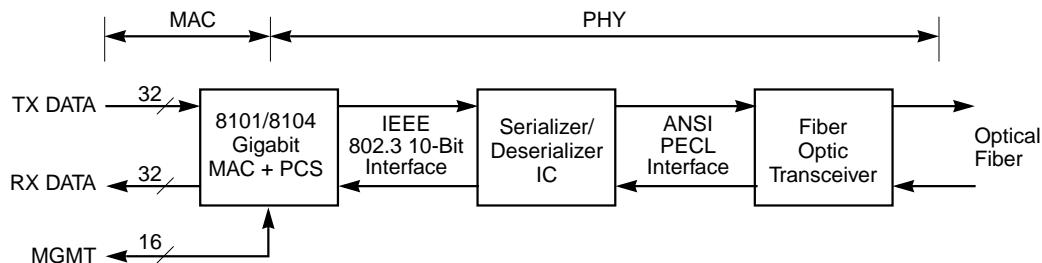 MAC
PHY
TX DATA
32
8101/8104
Gigabit
MAC + PCS
RX DATA
32
MGMT
16
IEEE
802.3 10-Bit
Interface
Serializer/
Deserializer
IC
ANSI
PECL
Interface
Fiber
Optic
Transceiver
Optical
Fiber